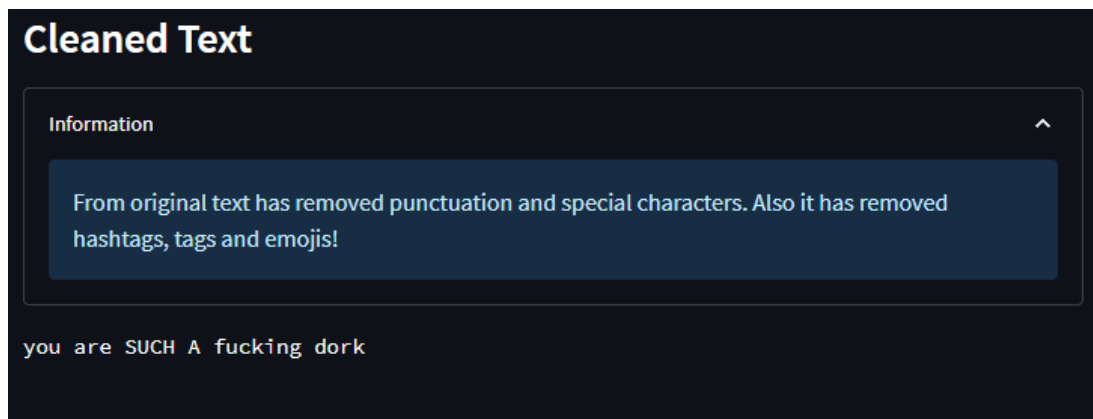 Cleaned Text
Information
From original text has removed punctuation and special characters. Also it has removed
hashtags, tags and emojis!
you are SUCH A fucking dork